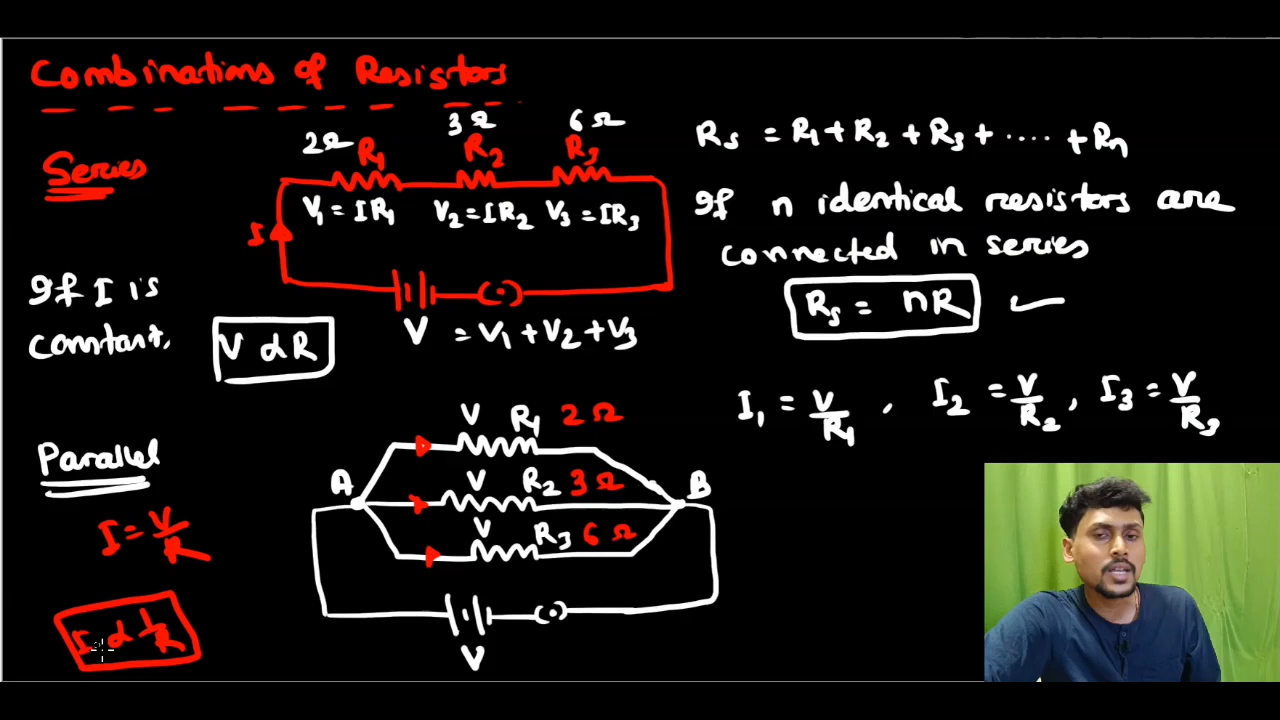 Combinations of Resistors
Series
2Ω 3Ω 6Ω
R₁ R₂ R₃
V₁ = IR₁ V₂ = IR₂ V₃ = IR₃
I
V = V₁ + V₂ + V₃
If I is
constant,
V α R
Rs = R₁ + R₂ + R₃ + .... + Rn
If n identical resistors are
connected in series
Rs = nR ✓
I₁ = V/R₁ , I₂ = V/R₂ , I₃ = V/R₃
Parallel
I = V/R
I α 1/R
V R₁ 2Ω
A V R₂ 3Ω B
V R₃ 6Ω
V